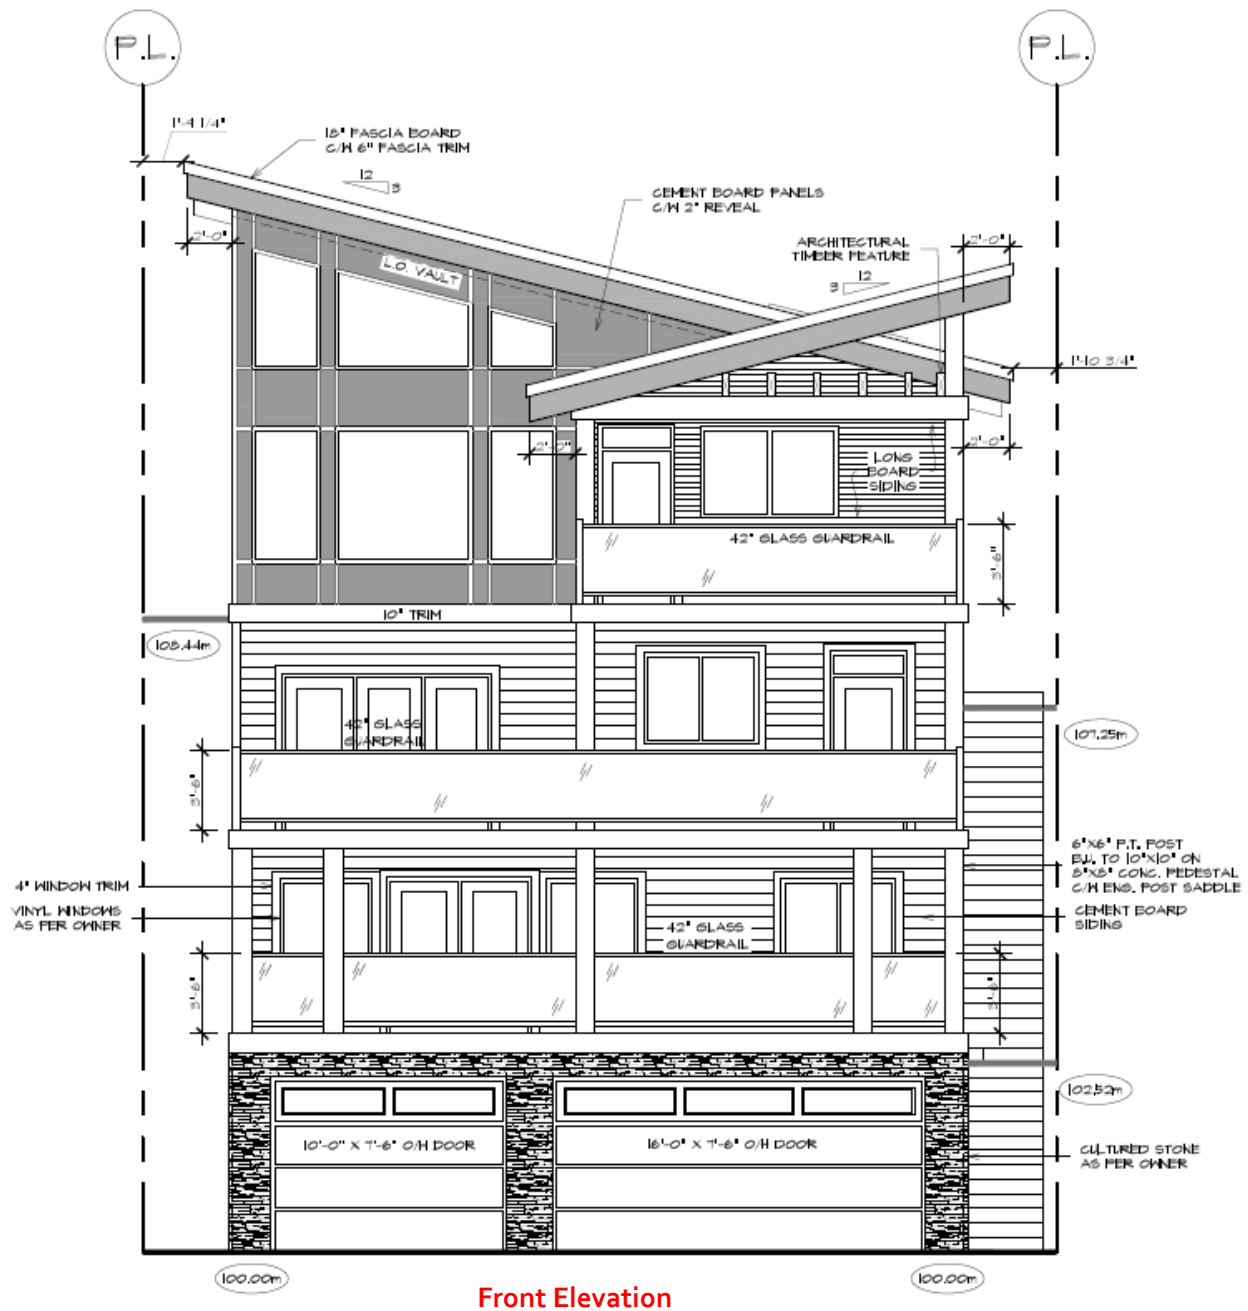 P.L.
P.L.
1'-4 1/4"
18" FASCIA BOARD
C/W 6" FASCIA TRIM
12
3
CEMENT BOARD PANELS
C/W 2" REVEAL
ARCHITECTURAL
TIMBER FEATURE
2'-0"
2'-0"
L.O. VAULT
12
3
1'-10 3/4"
2'-0"
2'-0"
LONG
BOARD
SIDING
42" GLASS GUARDRAIL
3'-6"
10" TRIM
108.44m
42" GLASS
GUARDRAIL
107.25m
3'-6"
6"X6" P.T. POST
B.U. TO 10"X10" ON
8"X8" CONC. PEDESTAL
C/W ENG. POST SADDLE
4" WINDOW TRIM
VINYL WINDOWS
AS PER OWNER
CEMENT BOARD
SIDING
42" GLASS
GUARDRAIL
3'-6"
3'-6"
102.52m
10'-0" X 7'-6" O/H DOOR
16'-0" X 7'-6" O/H DOOR
CULTURED STONE
AS PER OWNER
100.00m
100.00m
Front Elevation